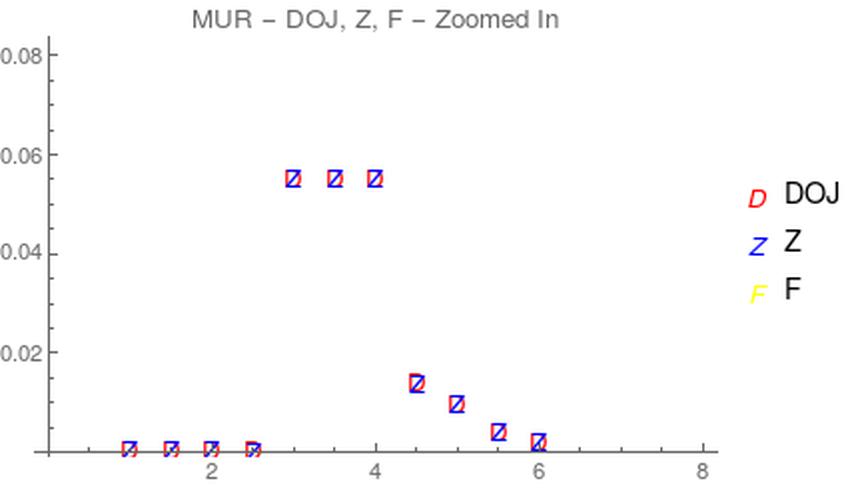 MUR – DOJ, Z, F – Zoomed In
0.08
0.06
0.04
0.02
2 4 6 8
Z Z Z
Z Z Z Z Z Z Z Z
D DOJ
Z Z
F F